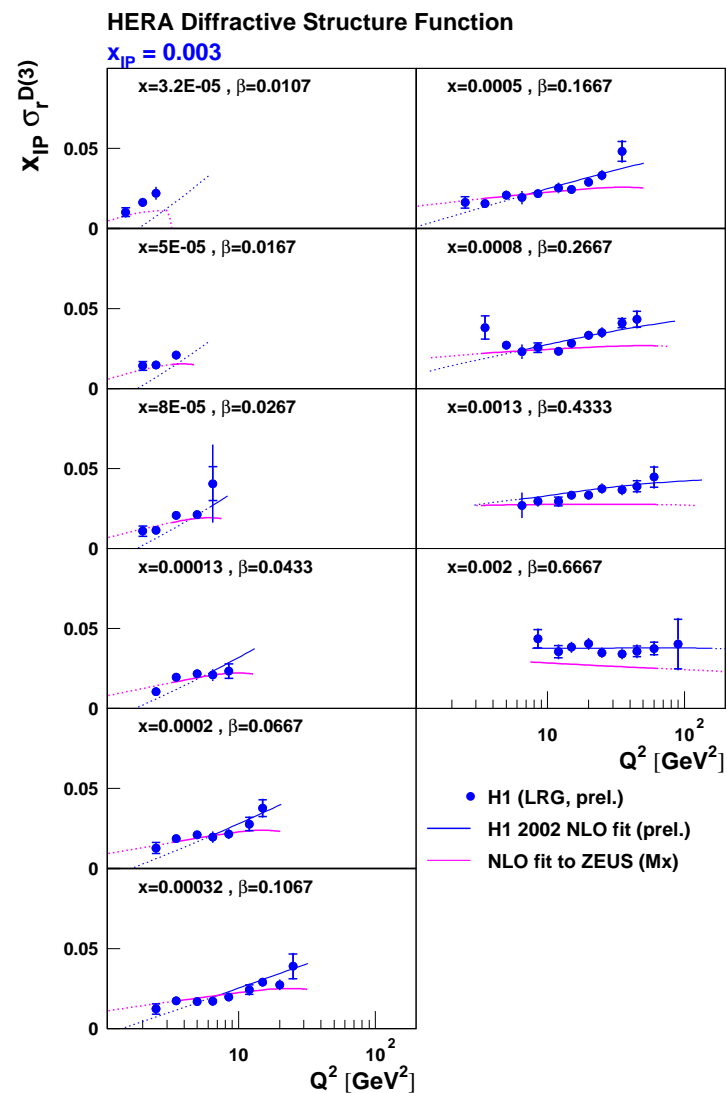 HERA Diffractive Structure Function
x_IP = 0.003
x_IP σ_r^D(3)
x=3.2E-05 , β=0.0107
0.05
0
x=5E-05 , β=0.0167
0.05
0
x=8E-05 , β=0.0267
0.05
0
x=0.00013 , β=0.0433
0.05
0
x=0.0002 , β=0.0667
0.05
0
x=0.00032 , β=0.1067
0.05
0
10
10^2
Q^2 [GeV^2]
x=0.0005 , β=0.1667
x=0.0008 , β=0.2667
x=0.0013 , β=0.4333
x=0.002 , β=0.6667
10
10^2
Q^2 [GeV^2]
H1 (LRG, prel.)
H1 2002 NLO fit (prel.)
NLO fit to ZEUS (Mx)